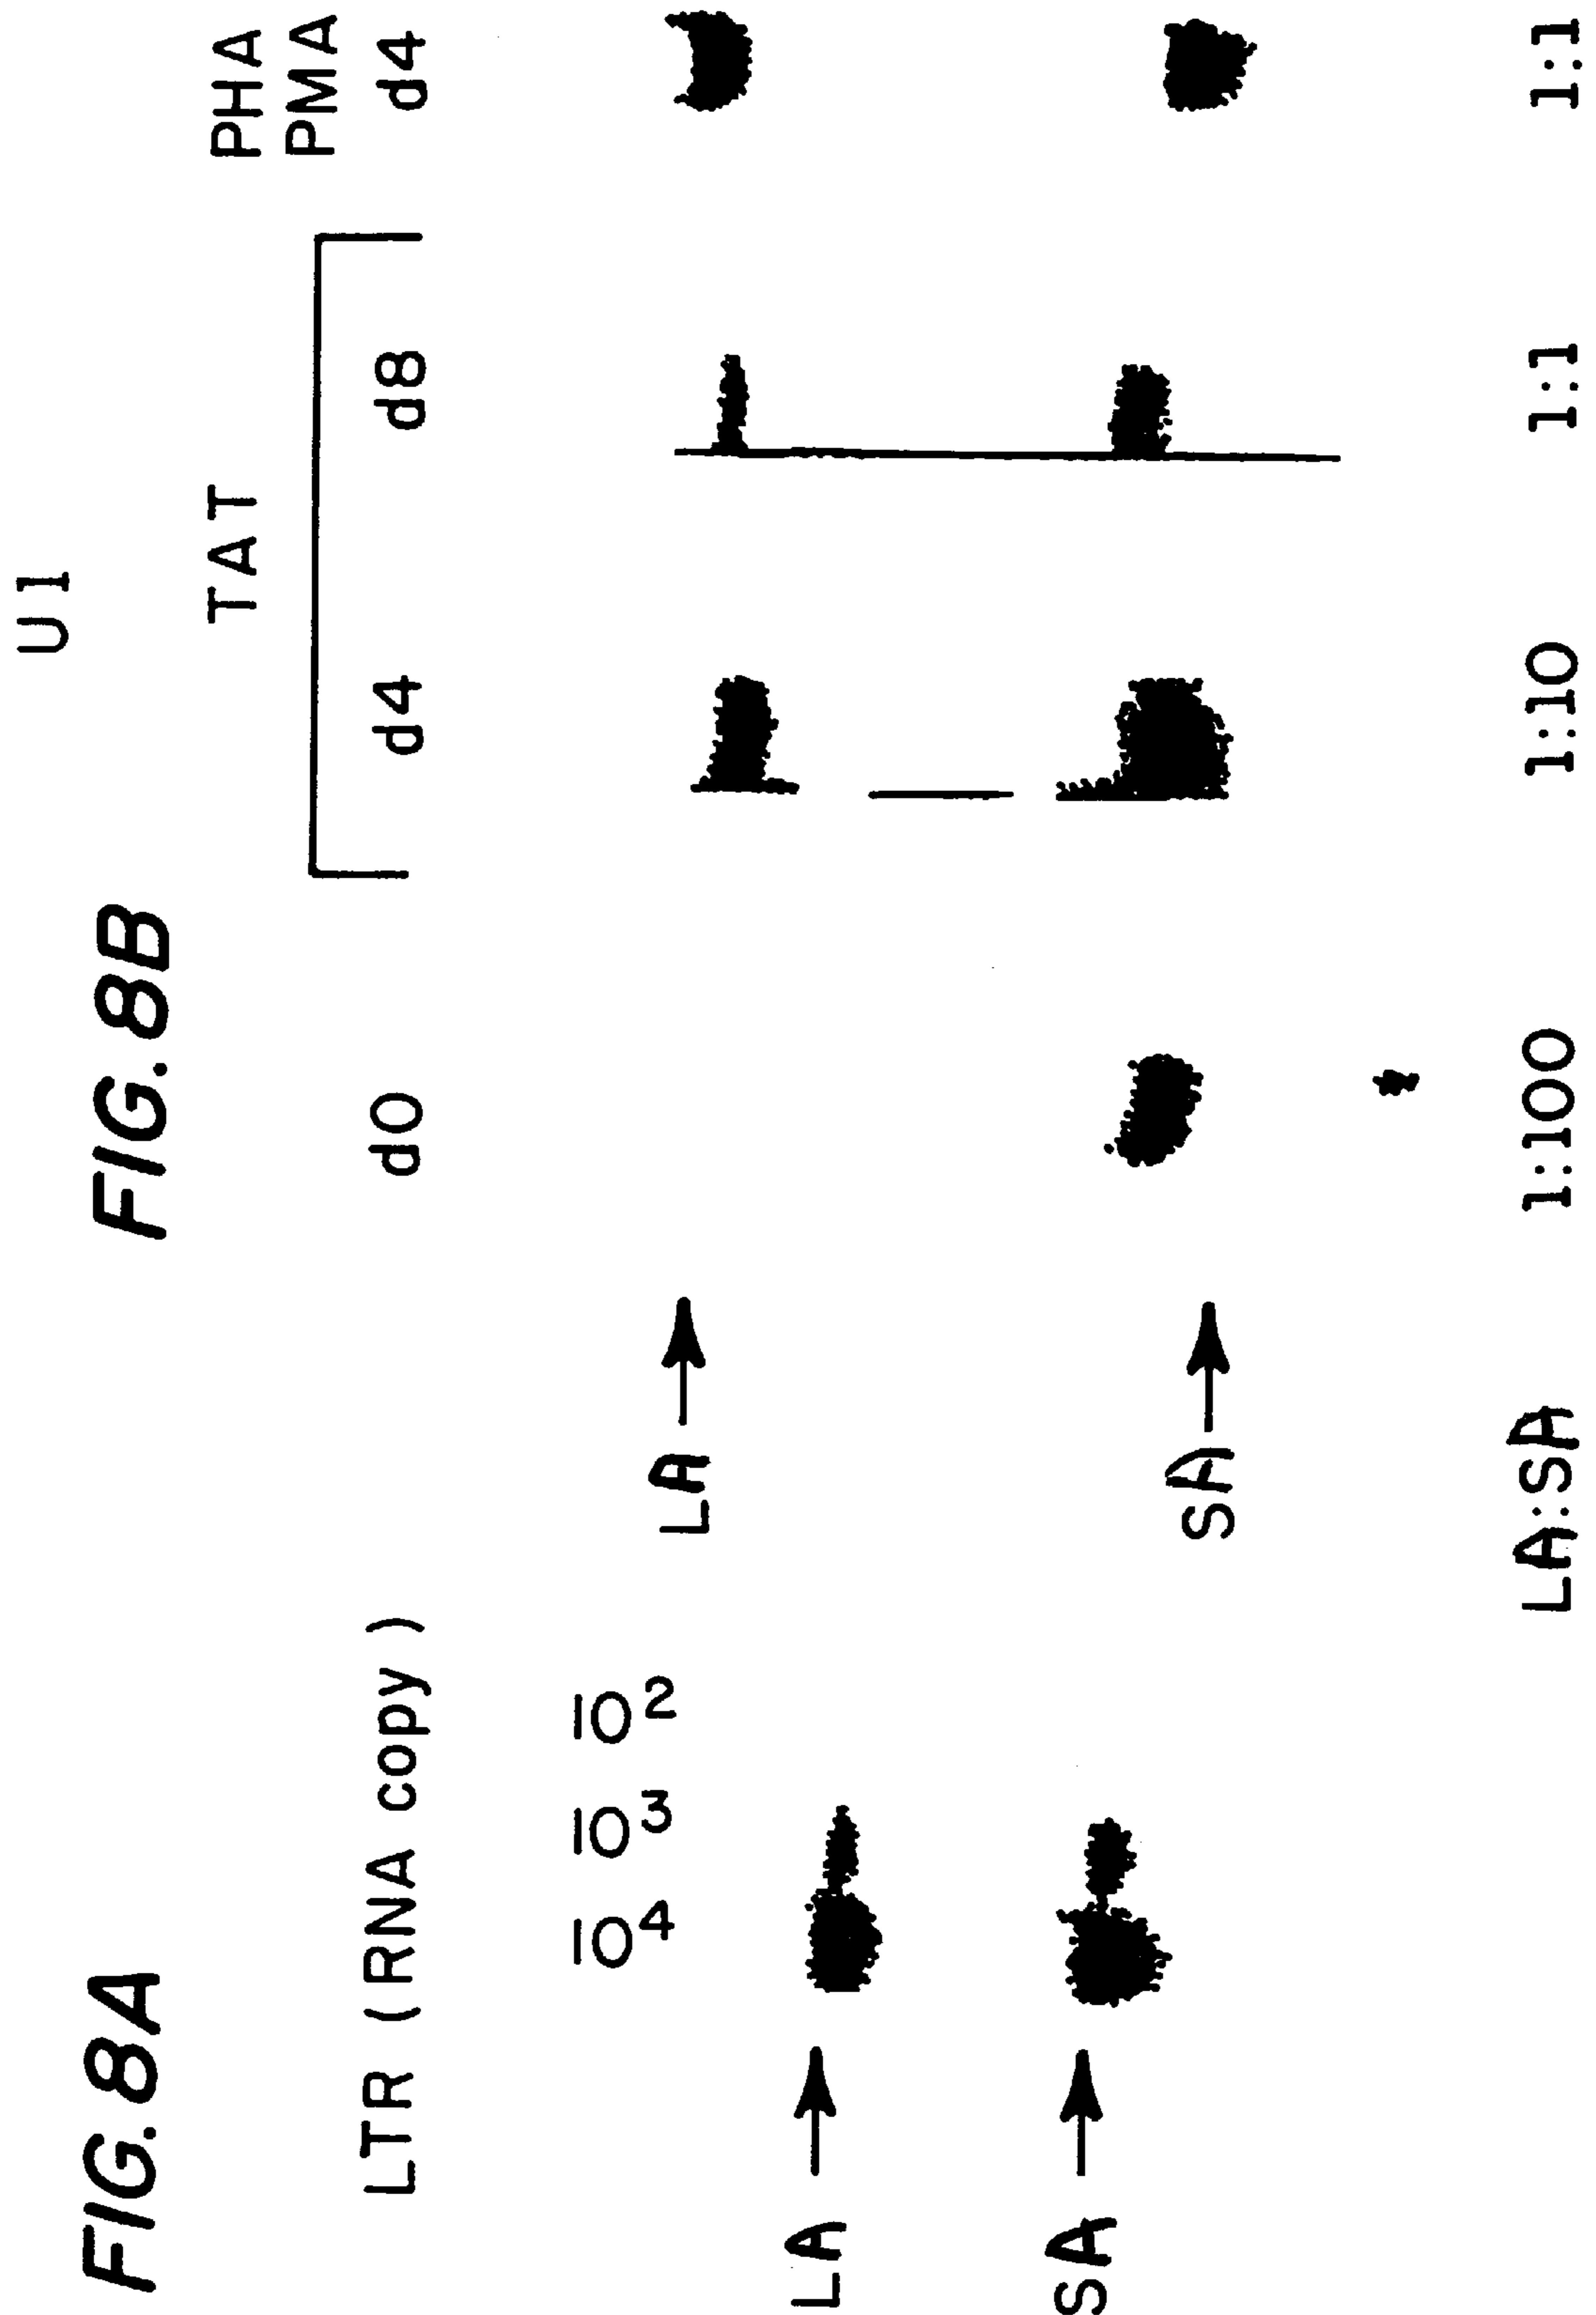 FIG. 8A
LTR (RNA copy)
10⁴ 10³ 10²
LA
SA
FIG. 8B
U1
TAT
PHA
PMA
d0 d4 d8 d4
LA
SA
LA:SA 1:100 1:10 1:1 1:1